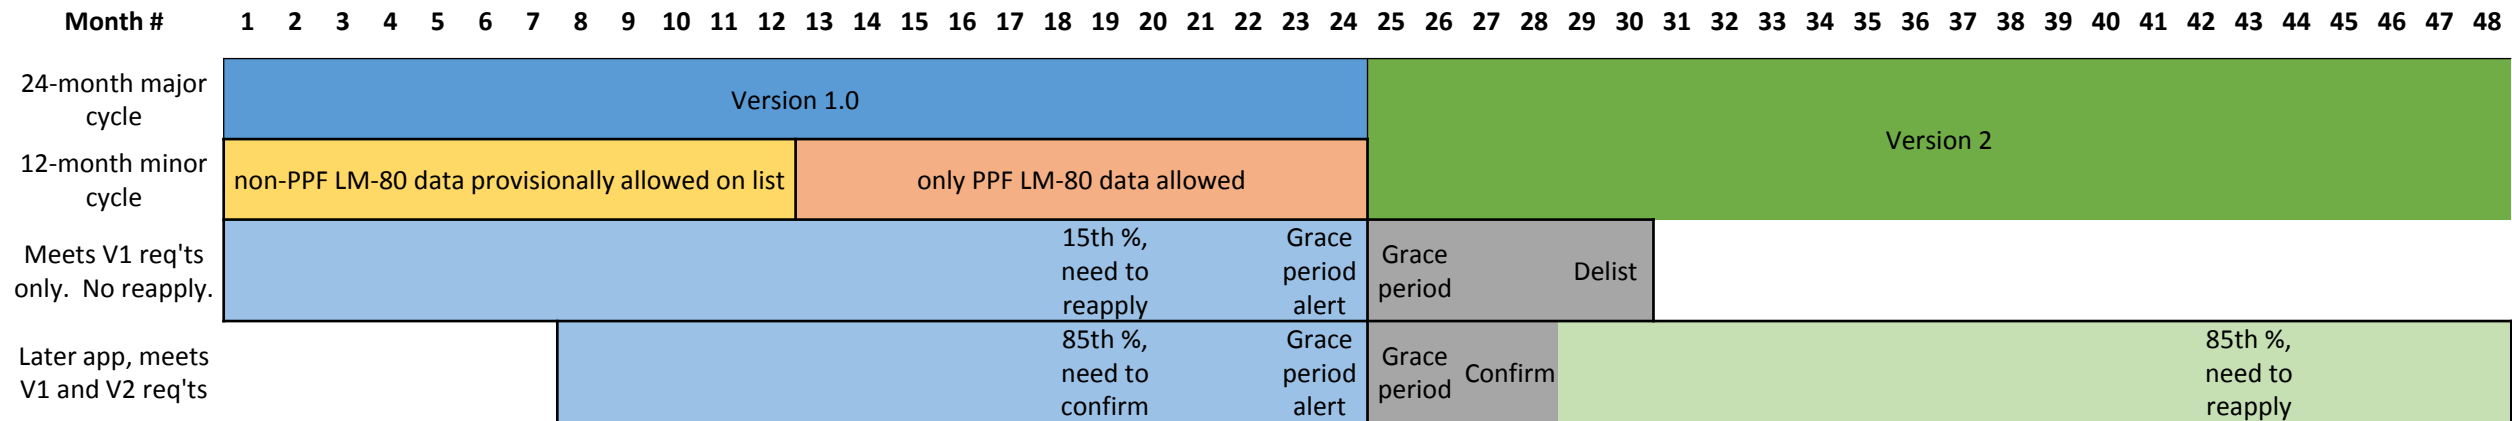 Month # 1 2 3 4 5 6 7 8 9 10 11 12 13 14 15 16 17 18 19 20 21 22 23 24 25 26 27 28 29 30 31 32 33 34 35 36 37 38 39 40 41 42 43 44 45 46 47 48
24-month major
cycle
Version 1.0
Version 2
12-month minor
cycle
non-PPF LM-80 data provisionally allowed on list
only PPF LM-80 data allowed
Meets V1 req'ts
only. No reapply.
15th %,
need to
reapply
Grace
period
alert
Grace
period
Delist
Later app, meets
V1 and V2 req'ts
85th %,
need to
confirm
Grace
period
alert
Grace
period
Confirm
85th %,
need to
reapply